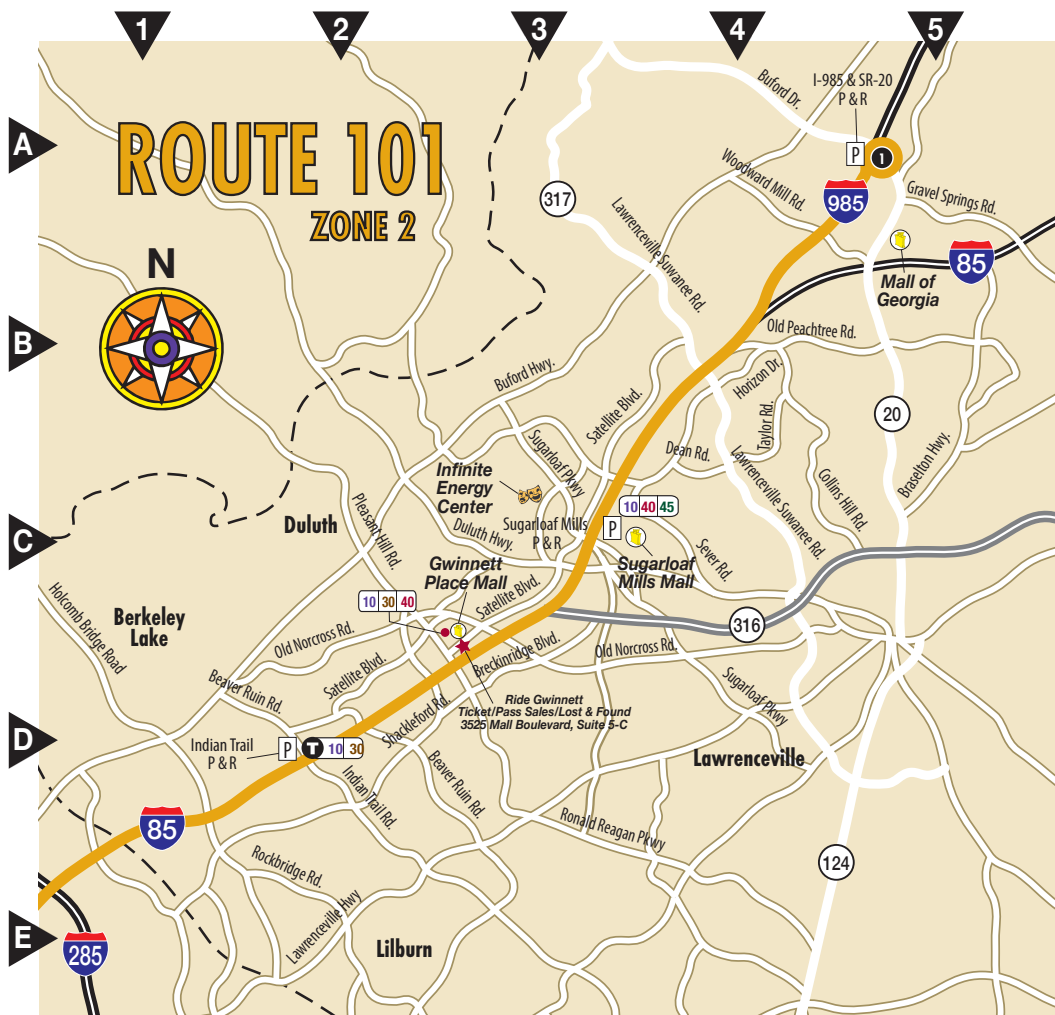 1
2
3
4
5
A
B
C
D
E
ROUTE 101
ZONE 2
N
I-985 & SR-20
P & R
P
1
Buford Dr.
Woodward Mill Rd.
985
Gravel Springs Rd.
317
Lawrenceville Suwanee Rd.
85
Mall of
Georgia
Old Peachtree Rd.
Buford Hwy.
Satellite Blvd.
Horizon Dr.
Taylor Rd.
20
Dean Rd.
Sugarloaf Pkwy
Lawrenceville Suwanee Rd.
Collins Hill Rd.
Braselton Hwy.
Infinite
Energy
Center
Pleasant Hill Rd.
Duluth
Duluth Hwy.
Sugarloaf Mills
P & R
P
10 40 45
Sugarloaf
Mills Mall
Sever Rd.
Gwinnett
Place Mall
Satellite Blvd.
10 30 40
Holcomb Bridge Road
Berkeley
Lake
Old Norcross Rd.
316
Breckinridge Blvd.
Old Norcross Rd.
Satellite Blvd.
Beaver Ruin Rd.
Shackleford Rd.
Ride Gwinnett
Ticket/Pass Sales/Lost & Found
3525 Mall Boulevard, Suite 5-C
Sugarloaf Pkwy
Indian Trail
P & R
P
T
10 30
Lawrenceville
Indian Trail Rd.
Beaver Ruin Rd.
85
Ronald Reagan Pkwy
124
Rockbridge Rd.
Lawrenceville Hwy
Lilburn
285